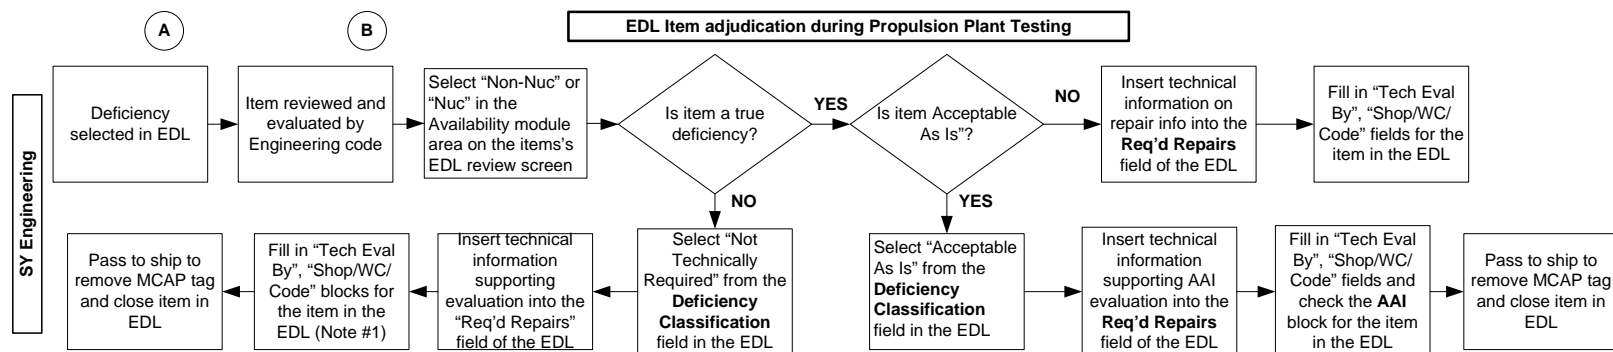 A
B
EDL Item adjudication during Propulsion Plant Testing
SY Engineering
Deficiency
selected in EDL
Item reviewed and
evaluated by
Engineering code
Select “Non-Nuc” or
“Nuc” in the
Availability module
area on the items’s
EDL review screen
Is item a true
deficiency?
YES
Is item Acceptable
As Is”?
NO
Insert technical
information on
repair info into the
Req’d Repairs
field of the EDL
Fill in “Tech Eval
By”, “Shop/WC/
Code” fields for the
item in the EDL
NO
YES
Pass to ship to
remove MCAP tag
and close item in
EDL
Fill in “Tech Eval
By”, “Shop/WC/
Code” blocks for
the item in the
EDL (Note #1)
Insert technical
information
supporting
evaluation into the
“Req’d Repairs”
field of the EDL
Select “Not
Technically
Required” from the
Deficiency
Classification
field in the EDL
Select “Acceptable
As Is” from the
Deficiency
Classification
field in the EDL
Insert technical
information
supporting AAI
evaluation into the
Req’d Repairs
field of the EDL
Fill in “Tech Eval
By”, “Shop/WC/
Code” fields and
check the AAI
block for the item
in the EDL
Pass to ship to
remove MCAP tag
and close item in
EDL